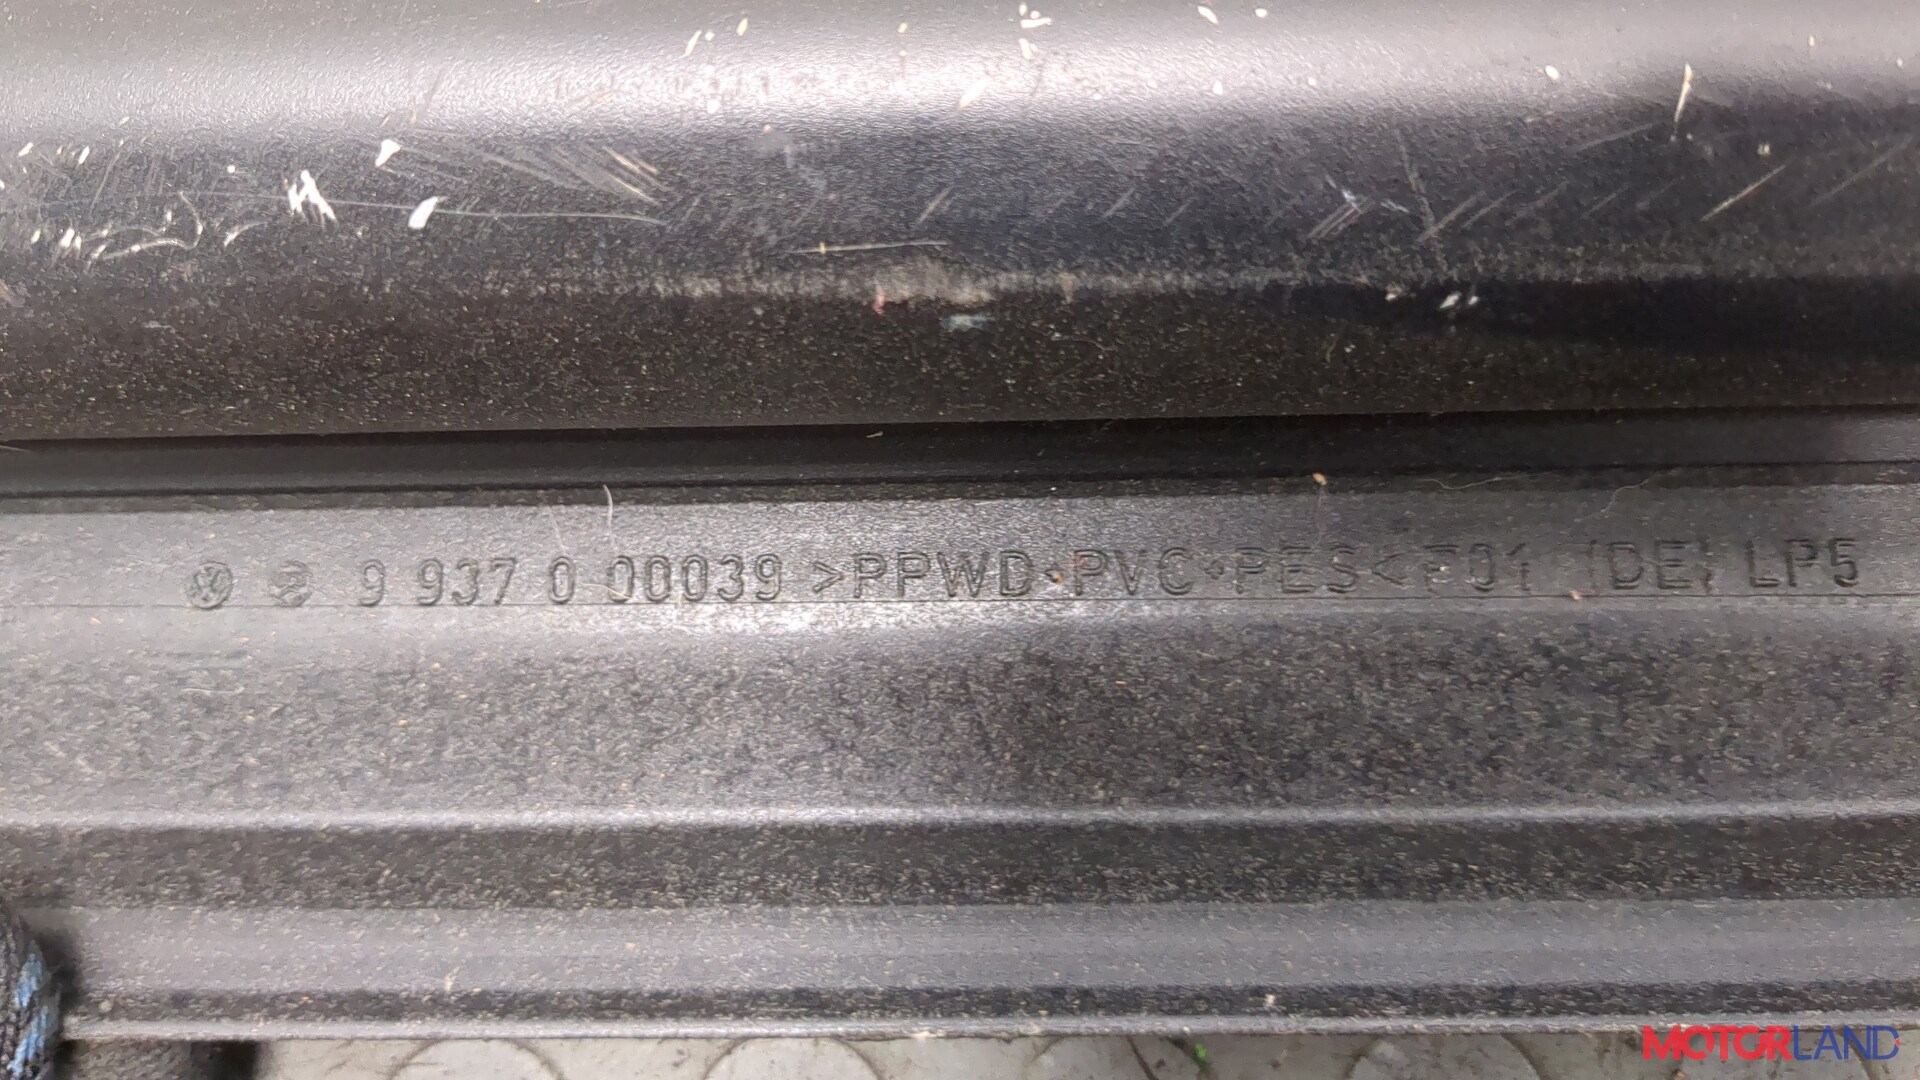 9 937 0 00039 >PPWD+PVC+PES< F01 (DE) LP5
MOTORLAND